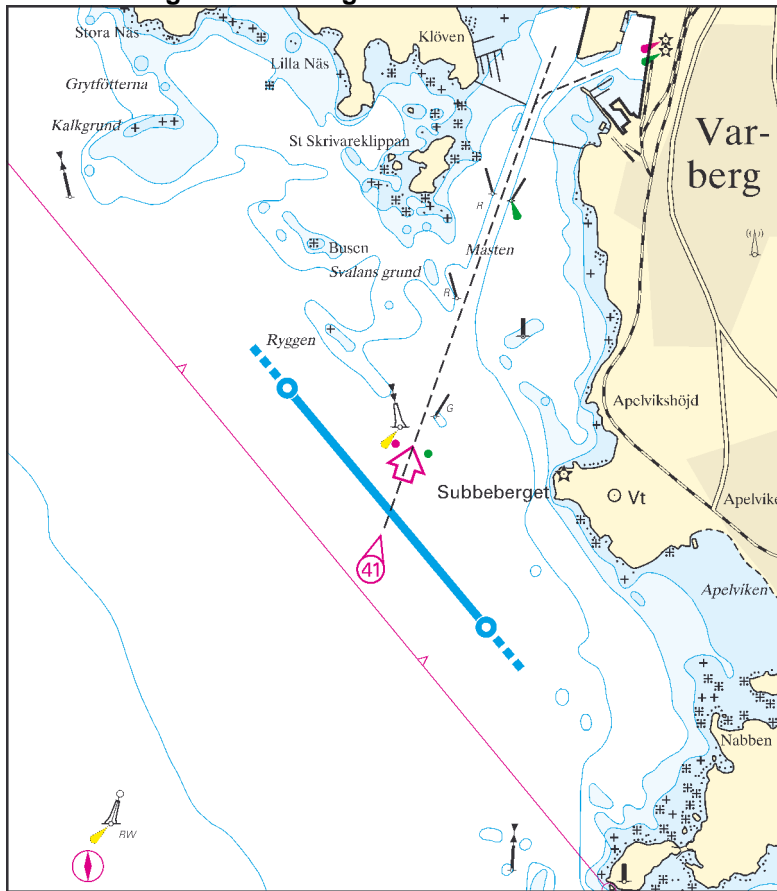 Stora Näs
Klöven
Lilla Näs
Grytfötterna
Kalkgrund
St Skrivareklippan
Var-
berg
R
Busen
Masten
Svalans grund
R
Ryggen
Apelvikshöjd
G
Subbeberget
Vt
Apelvike
41
Apelviken
Nabben
RW